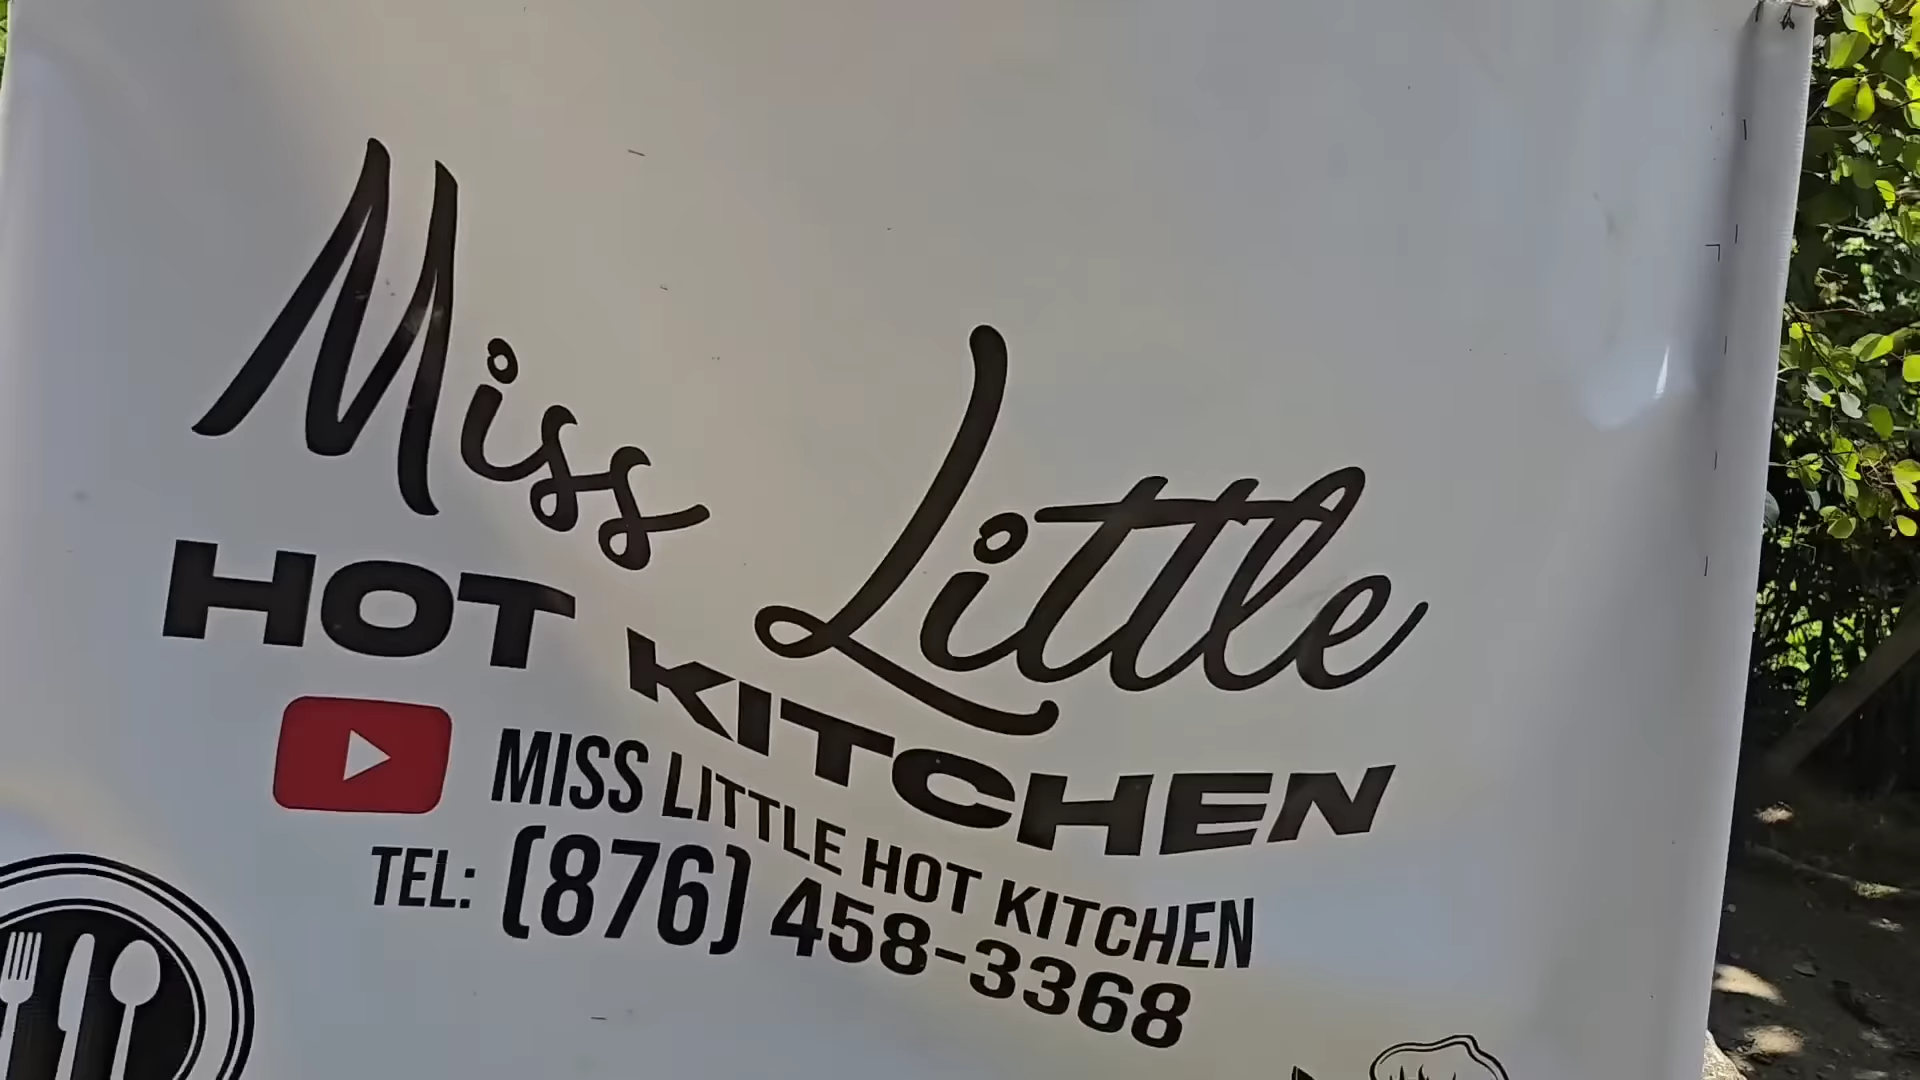 Miss Little
HOT KITCHEN
MISS LITTLE HOT KITCHEN
TEL: (876) 458-3368